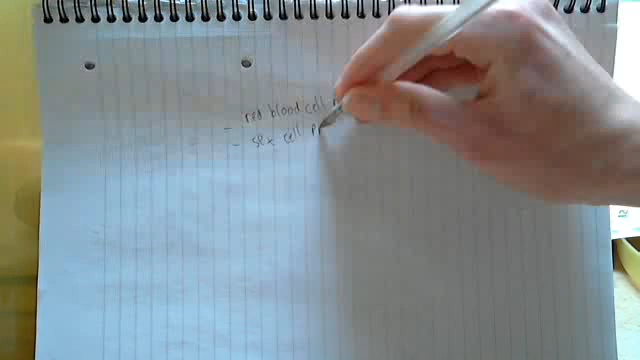 - red blood cell
- sex cell p